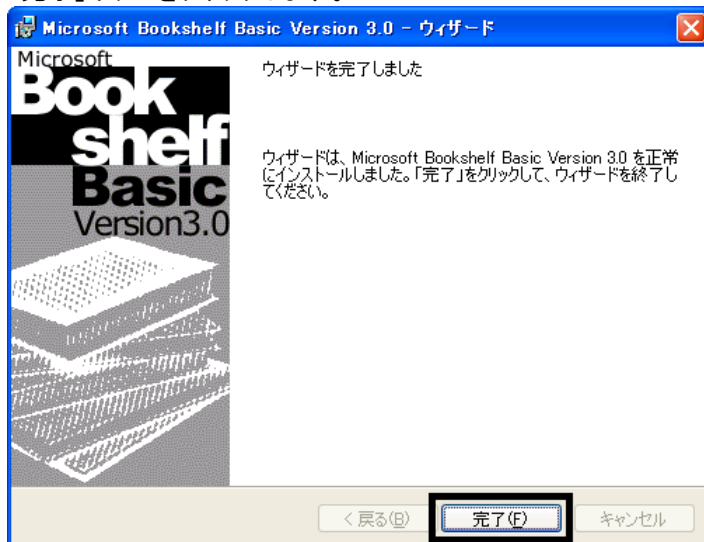 Microsoft Bookshelf Basic Version 3.0 - ウィザード
Microsoft
Book
shelf
Basic
Version3.0
ウィザードを完了しました
ウィザードは、Microsoft Bookshelf Basic Version 3.0 を正常
にインストールしました。「完了」をクリックして、ウィザードを終了し
てください。
< 戻る(B)
完了(F)
キャンセル